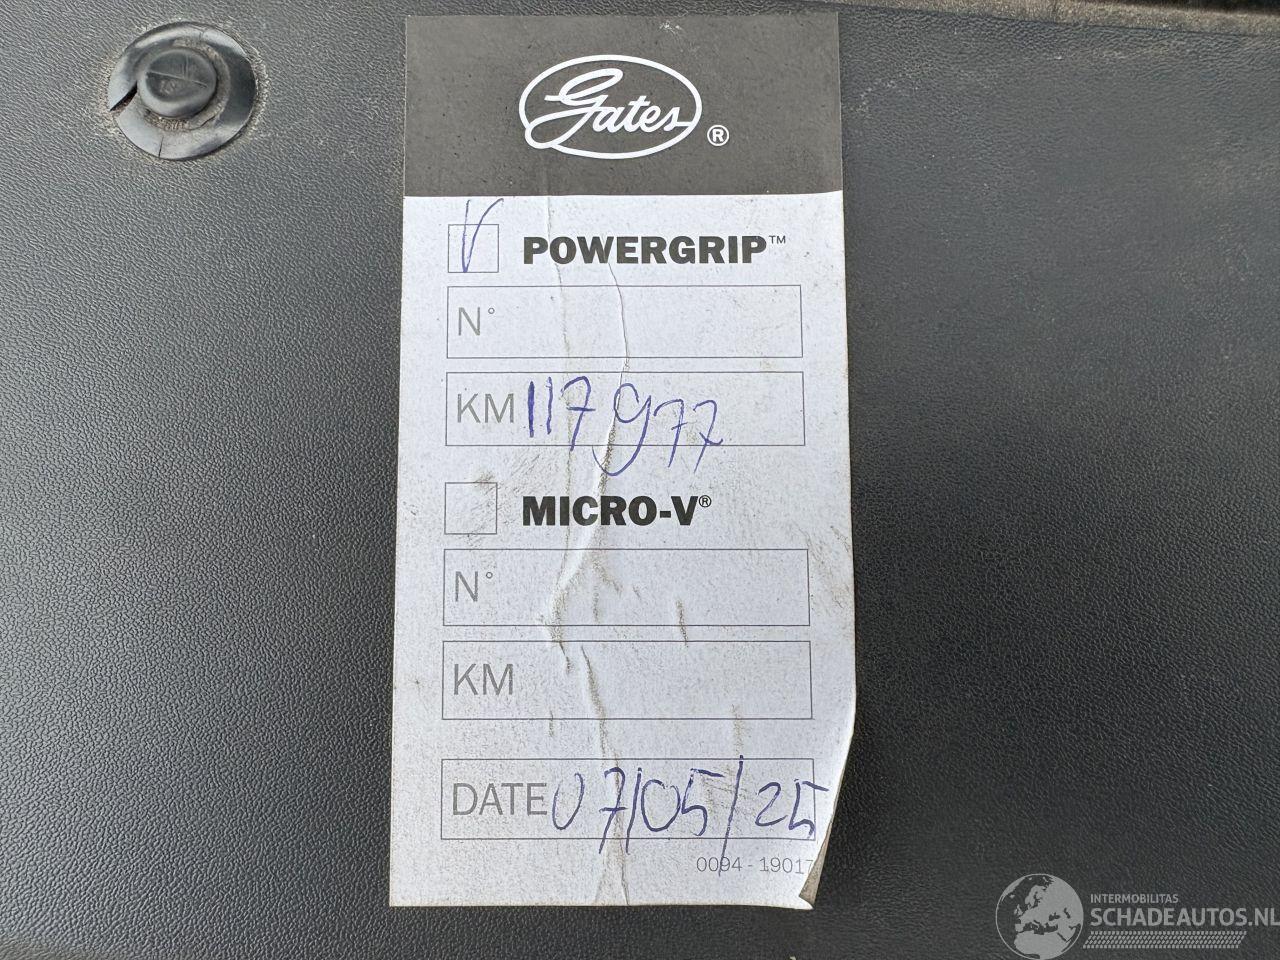 Gates ®
V POWERGRIP™
N°
KM 117977
MICRO-V®
N°
KM
DATE 07/05/25
0094 - 19017
INTERMOBILITAS
SCHADEAUTOS.NL